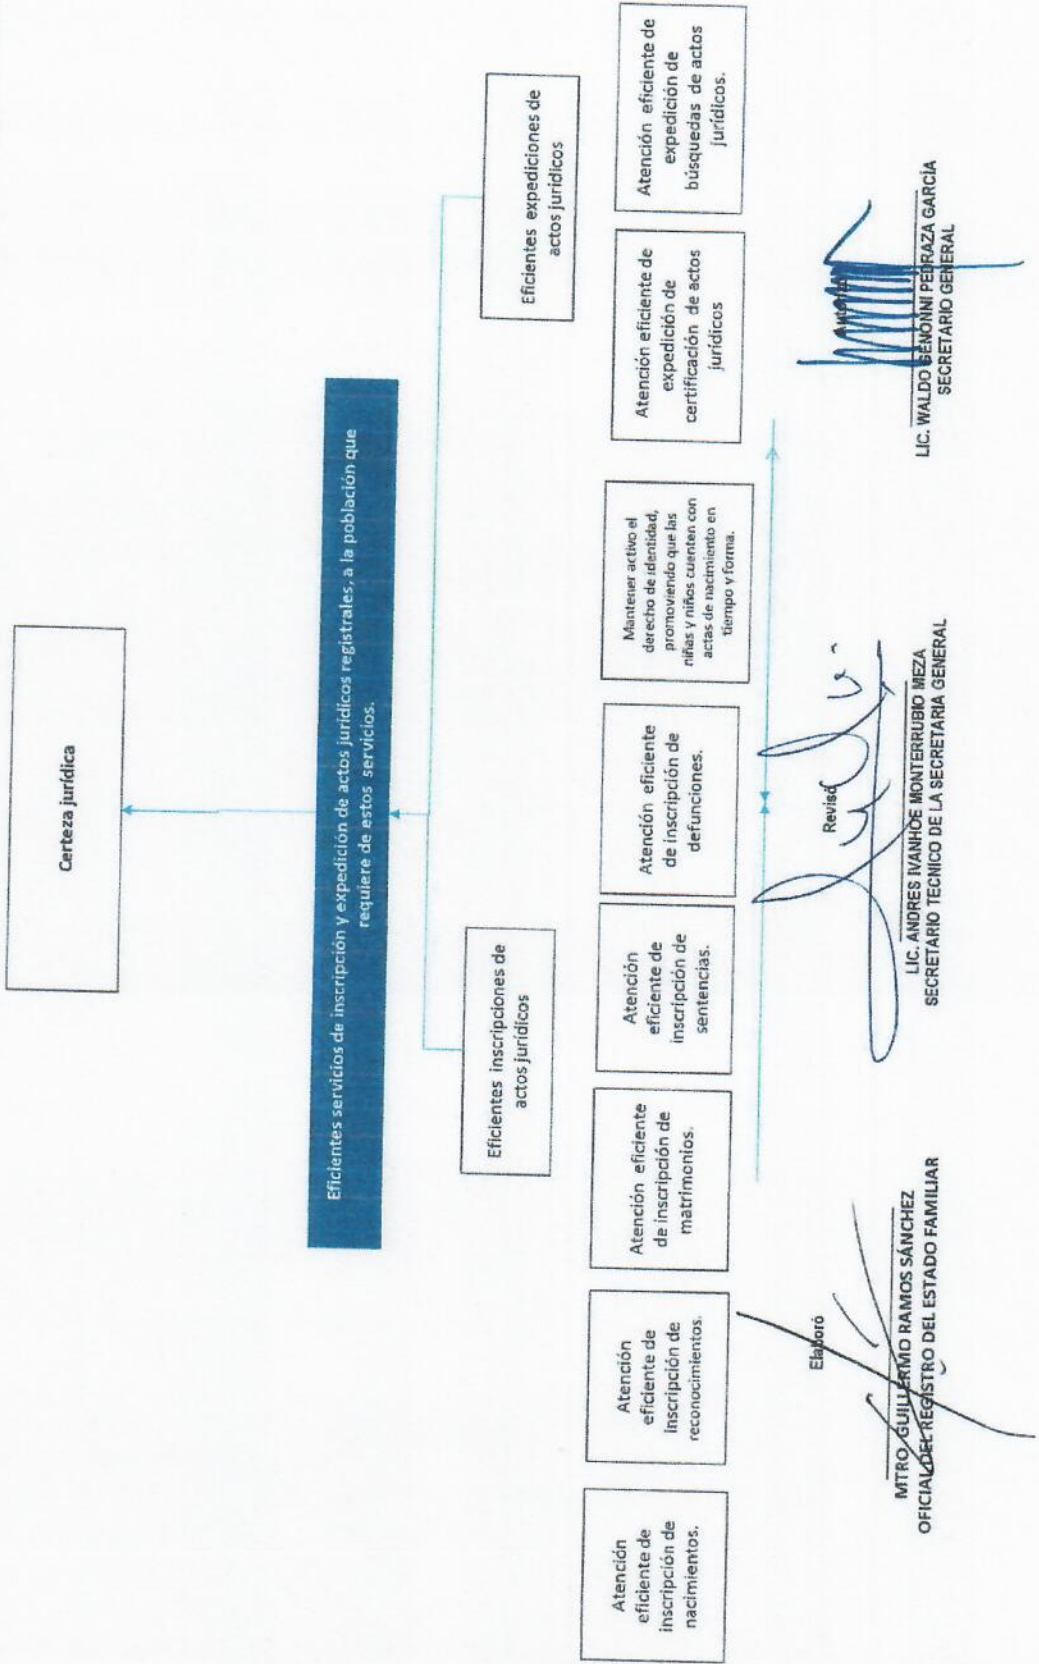 Certeza jurídica
Eficientes servicios de inscripción y expedición de actos jurídicos registrales, a la población que
requiere de estos servicios.
Eficientes inscripciones de
actos jurídicos
Eficientes expediciones de
actos jurídicos
Atención
eficiente de
inscripción de
nacimientos.
Atención
eficiente de
inscripción de
reconocimientos.
Atención eficiente
de inscripción de
matrimonios.
Atención
eficiente de
inscripción de
sentencias.
Atención eficiente
de inscripción de
defunciones.
Mantener activo el
derecho de identidad,
promoviendo que las
niñas y niños cuenten con
actas de nacimiento en
tiempo y forma.
Atención eficiente de
expedición de
certificación de actos
jurídicos
Atención eficiente de
expedición de
búsquedas de actos
jurídicos.
Elaboró
MTRO. GUILLERMO RAMOS SÁNCHEZ
OFICIAL DEL REGISTRO DEL ESTADO FAMILIAR
Revisó
LIC. ANDRES IVANHOE MONTERRUBIO MEZA
SECRETARIO TECNICO DE LA SECRETARIA GENERAL
LIC. WALDO GENONNI PEDRAZA GARCÍA
SECRETARIO GENERAL